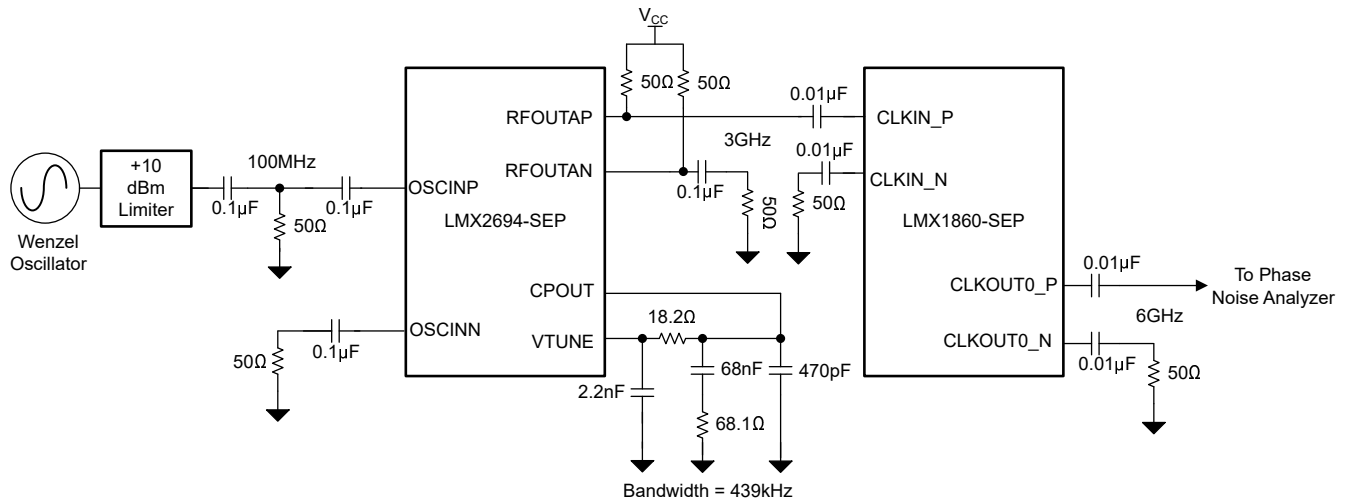 V_CC
50Ω
50Ω
0.01µF
RFOUTAP
CLKIN_P
+10
dBm
Limiter
100MHz
3GHz
0.01µF
RFOUTAN
CLKIN_N
0.1µF
0.1µF
OSCINP
0.1µF
50Ω
LMX2694-SEP
50Ω
50Ω
LMX1860-SEP
Wenzel
Oscillator
0.01µF
To Phase
Noise Analyzer
CPOUT
CLKOUT0_P
18.2Ω
6GHz
OSCINN
VTUNE
CLKOUT0_N
0.1µF
50Ω
0.01µF
50Ω
2.2nF
68nF
470pF
68.1Ω
Bandwidth = 439kHz